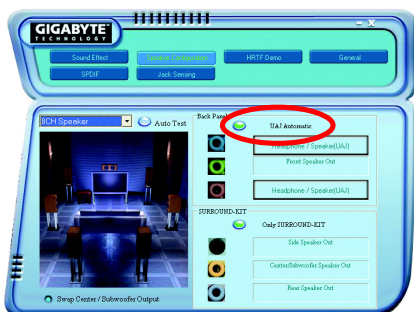 GIGABYTE™
TECHNOLOGY
- X
Sound Effect
Speaker Configuration
HRTF Demo
General
SPDIF
Jack Sensing
8CH Speaker
Auto Test
Back Panel
UAJ Automatic
Headphone / Speaker(UAJ)
Front Speaker Out
Headphone / Speaker(UAJ)
SURROUND-KIT
Only SURROUND-KIT
Side Speaker Out
Center/Subwoofer Speaker Out
Rear Speaker Out
Swap Center / Subwoofer Output